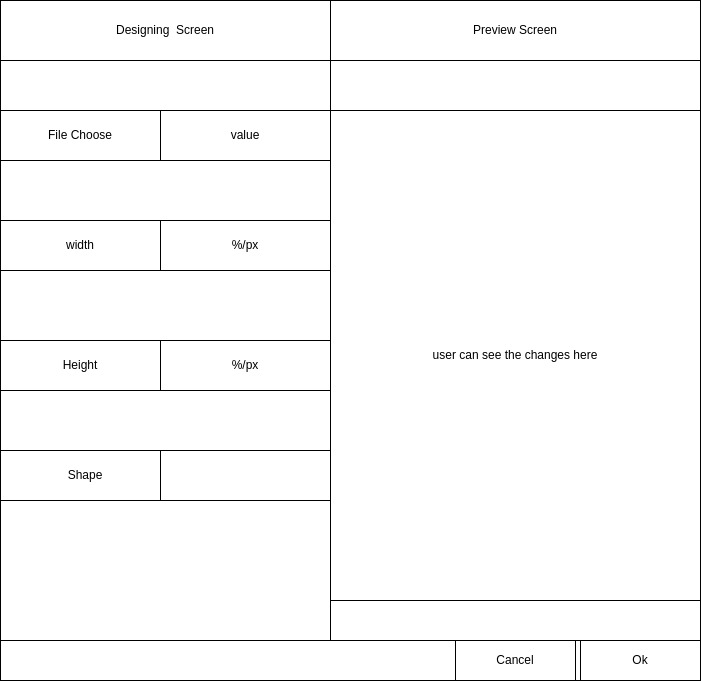 Designing  Screen
Preview Screen
File Choose
value
width
%/px
Height
%/px
user can see the changes here
Shape
Cancel
Ok